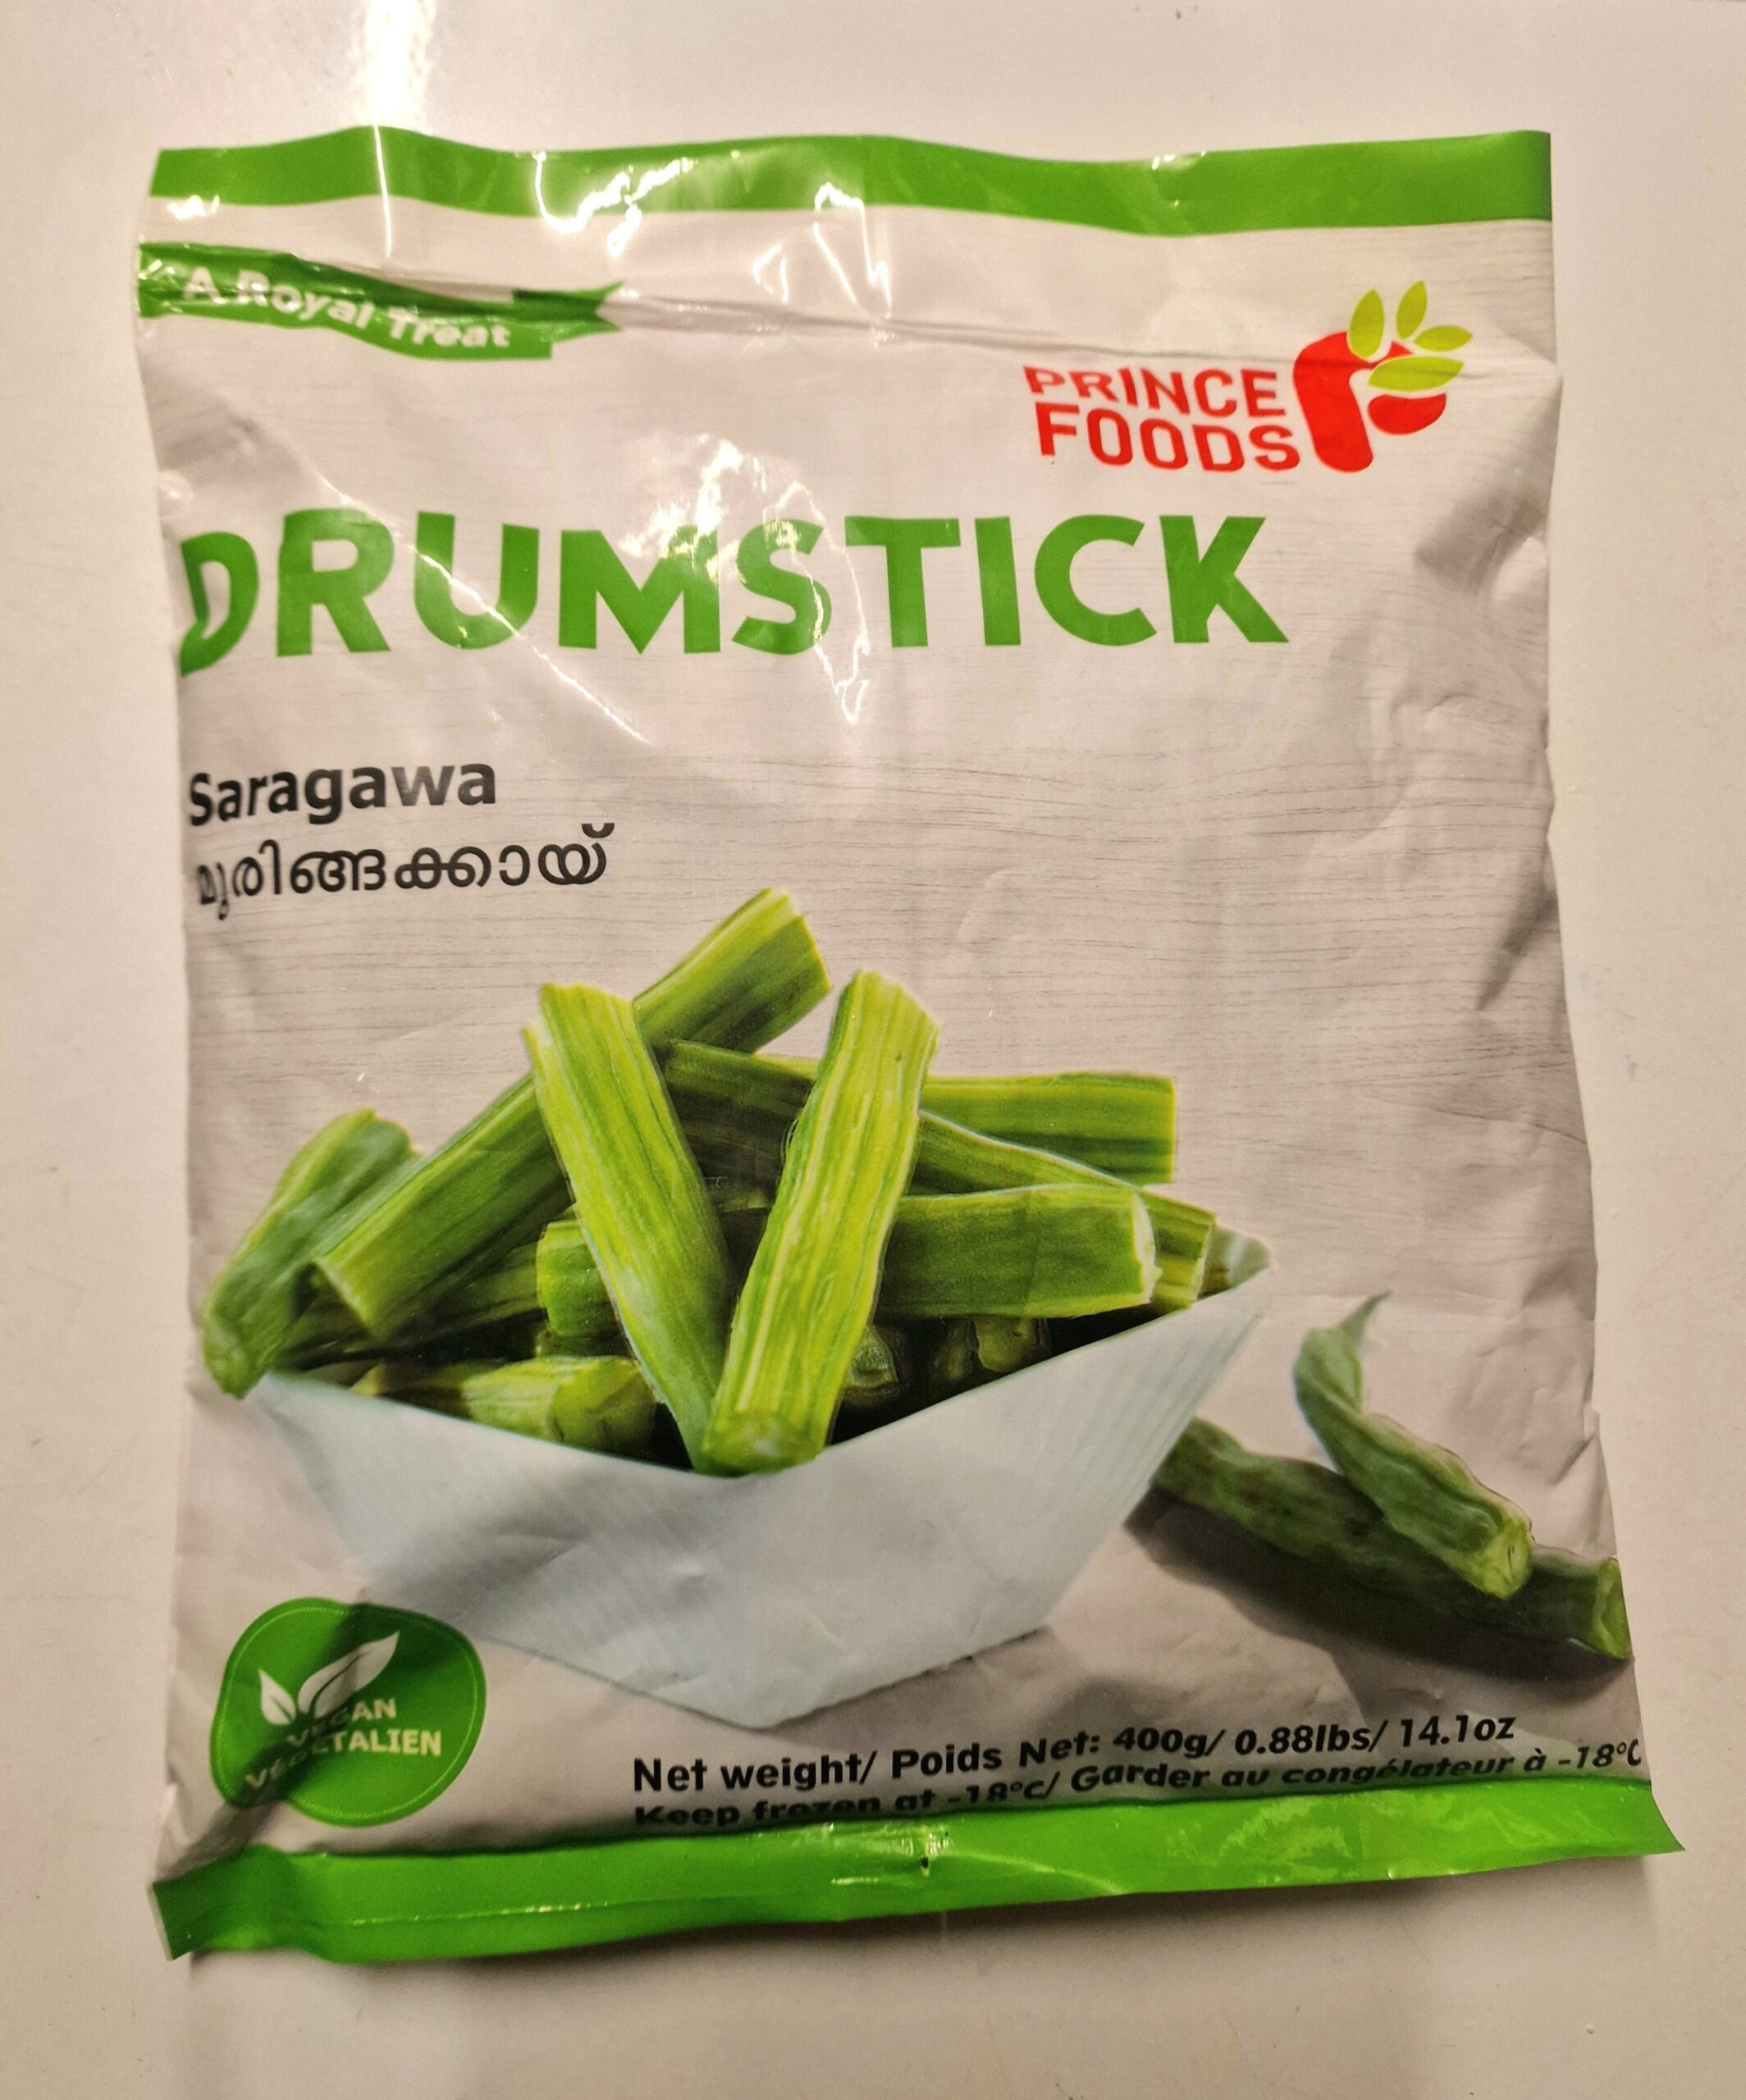 A Royal Treat
PRINCE
FOODS
DRUMSTICK
Saragawa
മുരിങ്ങക്കായ്
VEGAN
VEGETALIEN
Net weight/ Poids Net: 400g/ 0.88lbs/ 14.1oz
Keep frozen at -18°c/ Garder au congélateur à -18°C